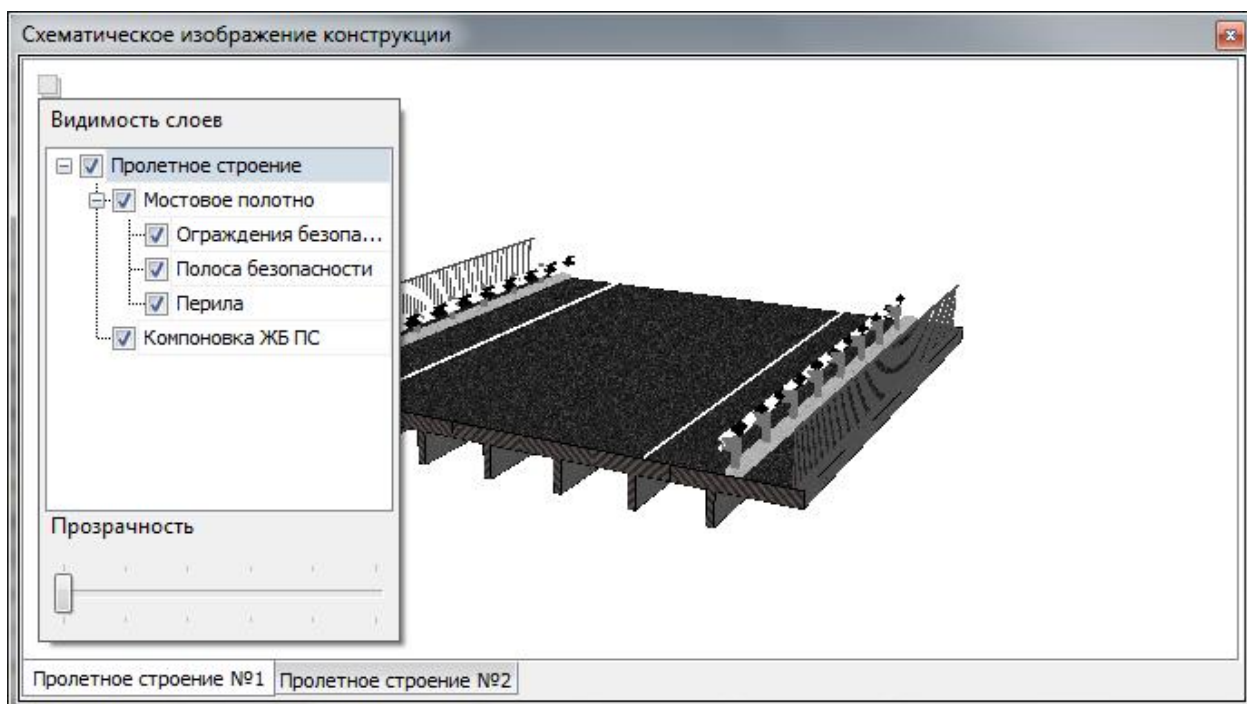 Схематическое изображение конструкции
Видимость слоев
Пролетное строение
Мостовое полотно
Ограждения безопа...
Полоса безопасности
Перила
Компоновка ЖБ ПС
Прозрачность
Пролетное строение №1
Пролетное строение №2